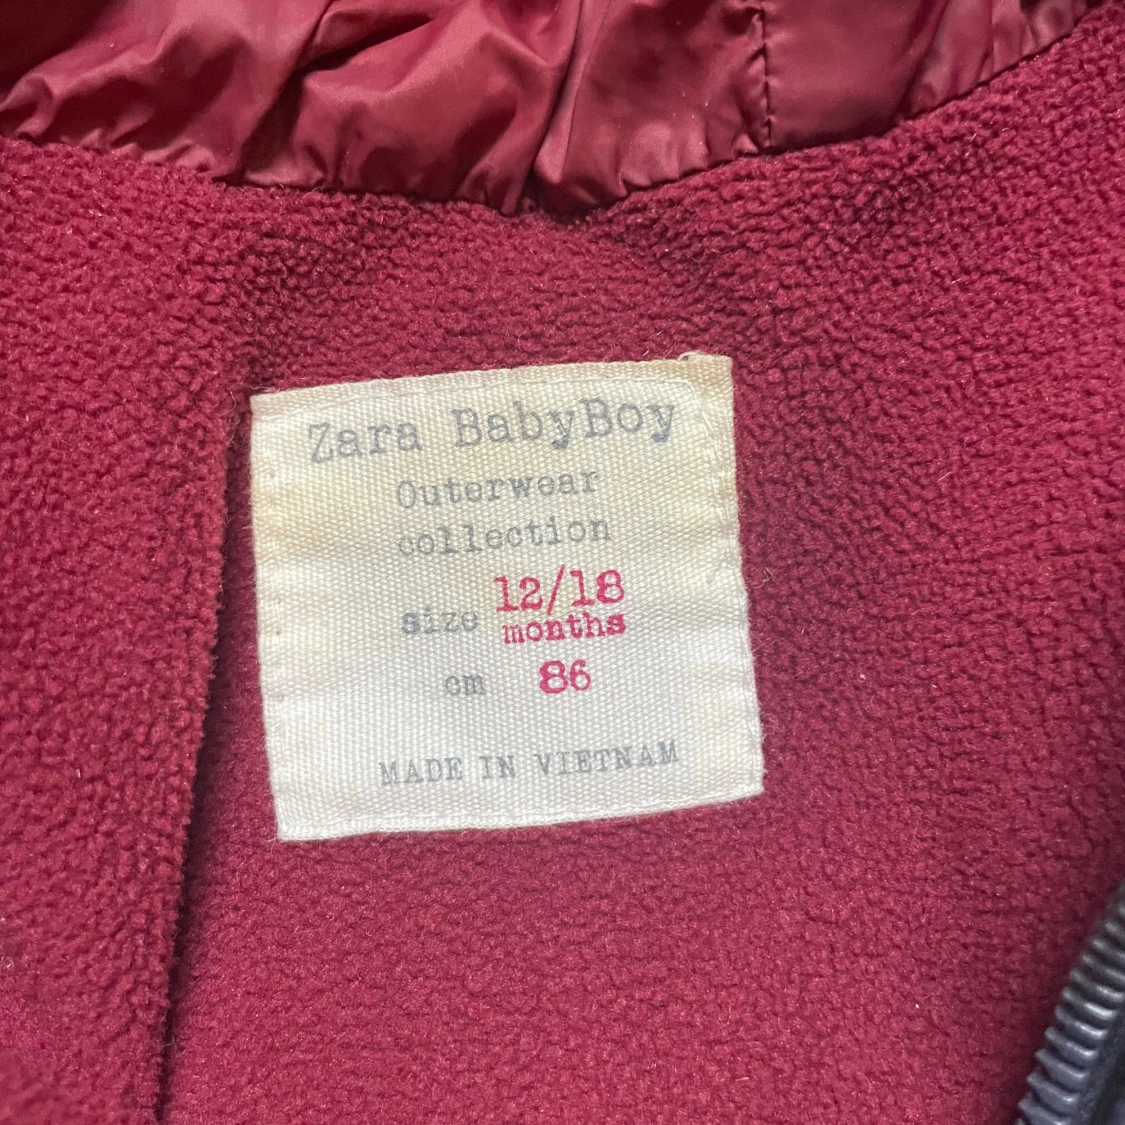 Zara BabyBoy
Outerwear
collection
size 12/18 months
cm 86
MADE IN VIETNAM